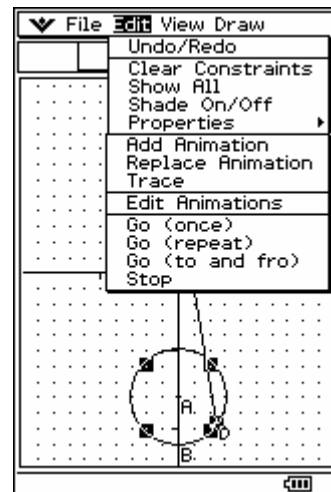 File Edit View Draw
Undo/Redo
Clear Constraints
Show All
Shade On/Off
Properties
Add Animation
Replace Animation
Trace
Edit Animations
Go (once)
Go (repeat)
Go (to and fro)
Stop
A
D
B